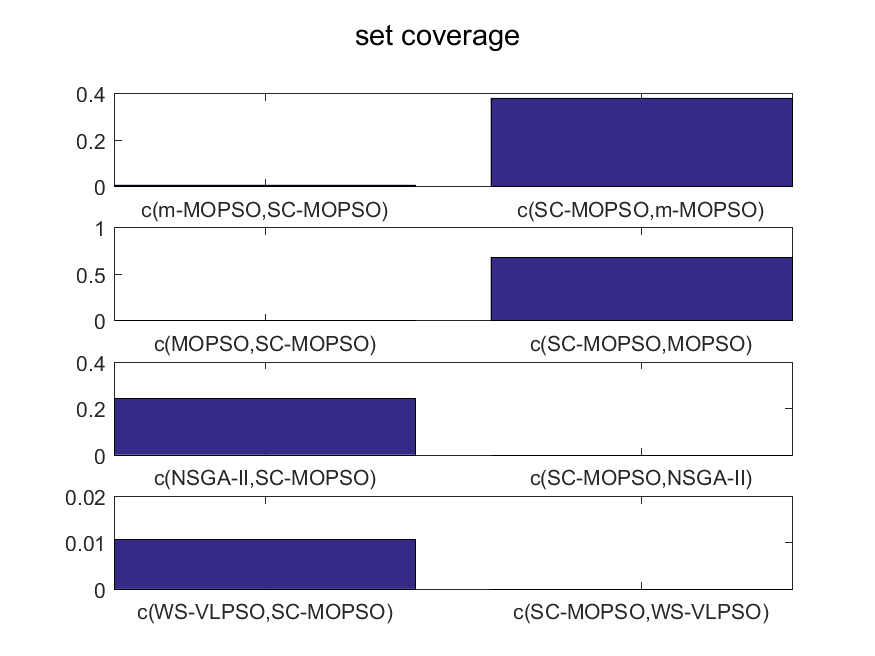 set coverage
0.4
0.2
0
c(m-MOPSO,SC-MOPSO) c(SC-MOPSO,m-MOPSO)
1
0.5
0
c(MOPSO,SC-MOPSO) c(SC-MOPSO,MOPSO)
0.4
0.2
0
c(NSGA-II,SC-MOPSO) c(SC-MOPSO,NSGA-II)
0.02
0.01
0
c(WS-VLPSO,SC-MOPSO) c(SC-MOPSO,WS-VLPSO)